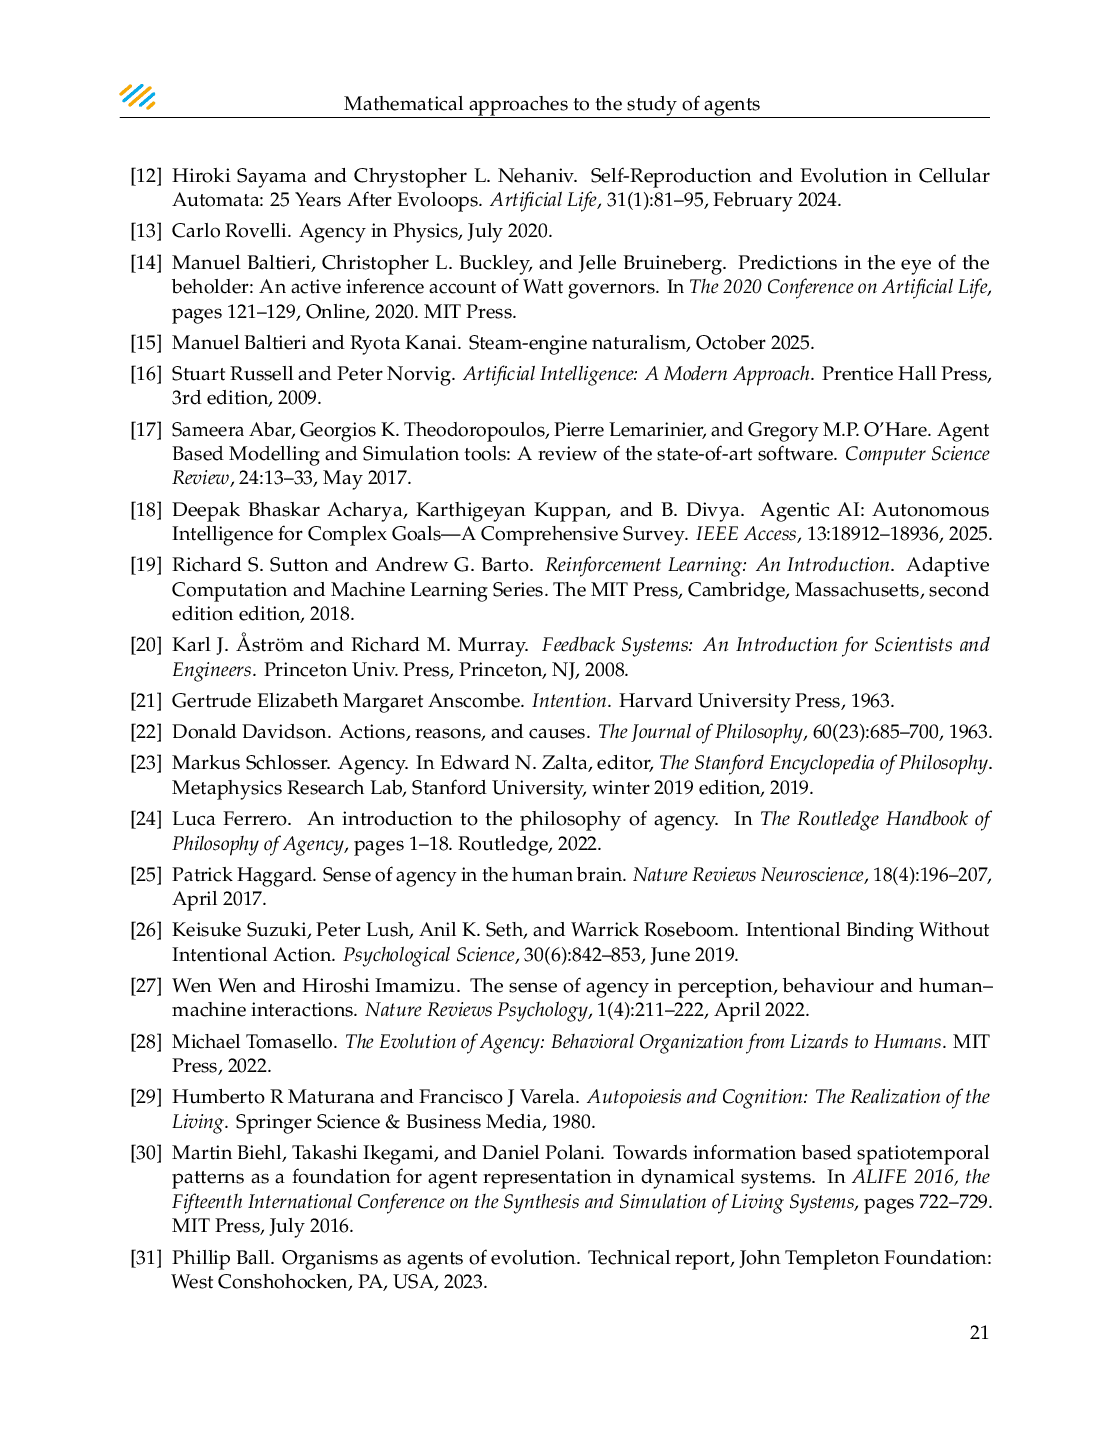 Mathematical approaches to the study of agents
[12] Hiroki Sayama and Chrystopher L. Nehaniv. Self-Reproduction and Evolution in Cellular
Automata: 25 Years After Evoloops. Artificial Life, 31(1):81–95, February 2024.
[13] Carlo Rovelli. Agency in Physics, July 2020.
[14] Manuel Baltieri, Christopher L. Buckley, and Jelle Bruineberg. Predictions in the eye of the
beholder: An active inference account of Watt governors. In The 2020 Conference on Artificial Life,
pages 121–129, Online, 2020. MIT Press.
[15] Manuel Baltieri and Ryota Kanai. Steam-engine naturalism, October 2025.
[16] Stuart Russell and Peter Norvig. Artificial Intelligence: A Modern Approach. Prentice Hall Press,
3rd edition, 2009.
[17] Sameera Abar, Georgios K. Theodoropoulos, Pierre Lemarinier, and Gregory M.P. O’Hare. Agent
Based Modelling and Simulation tools: A review of the state-of-art software. Computer Science
Review, 24:13–33, May 2017.
[18] Deepak Bhaskar Acharya, Karthigeyan Kuppan, and B. Divya. Agentic AI: Autonomous
Intelligence for Complex Goals—A Comprehensive Survey. IEEE Access, 13:18912–18936, 2025.
[19] Richard S. Sutton and Andrew G. Barto. Reinforcement Learning: An Introduction. Adaptive
Computation and Machine Learning Series. The MIT Press, Cambridge, Massachusetts, second
edition edition, 2018.
[20] Karl J. Åström and Richard M. Murray. Feedback Systems: An Introduction for Scientists and
Engineers. Princeton Univ. Press, Princeton, NJ, 2008.
[21] Gertrude Elizabeth Margaret Anscombe. Intention. Harvard University Press, 1963.
[22] Donald Davidson. Actions, reasons, and causes. The Journal of Philosophy, 60(23):685–700, 1963.
[23] Markus Schlosser. Agency. In Edward N. Zalta, editor, The Stanford Encyclopedia of Philosophy.
Metaphysics Research Lab, Stanford University, winter 2019 edition, 2019.
[24] Luca Ferrero. An introduction to the philosophy of agency. In The Routledge Handbook of
Philosophy of Agency, pages 1–18. Routledge, 2022.
[25] Patrick Haggard. Sense of agency in the human brain. Nature Reviews Neuroscience, 18(4):196–207,
April 2017.
[26] Keisuke Suzuki, Peter Lush, Anil K. Seth, and Warrick Roseboom. Intentional Binding Without
Intentional Action. Psychological Science, 30(6):842–853, June 2019.
[27] Wen Wen and Hiroshi Imamizu. The sense of agency in perception, behaviour and human–
machine interactions. Nature Reviews Psychology, 1(4):211–222, April 2022.
[28] Michael Tomasello. The Evolution of Agency: Behavioral Organization from Lizards to Humans. MIT
Press, 2022.
[29] Humberto R Maturana and Francisco J Varela. Autopoiesis and Cognition: The Realization of the
Living. Springer Science & Business Media, 1980.
[30] Martin Biehl, Takashi Ikegami, and Daniel Polani. Towards information based spatiotemporal
patterns as a foundation for agent representation in dynamical systems. In ALIFE 2016, the
Fifteenth International Conference on the Synthesis and Simulation of Living Systems, pages 722–729.
MIT Press, July 2016.
[31] Phillip Ball. Organisms as agents of evolution. Technical report, John Templeton Foundation:
West Conshohocken, PA, USA, 2023.
21